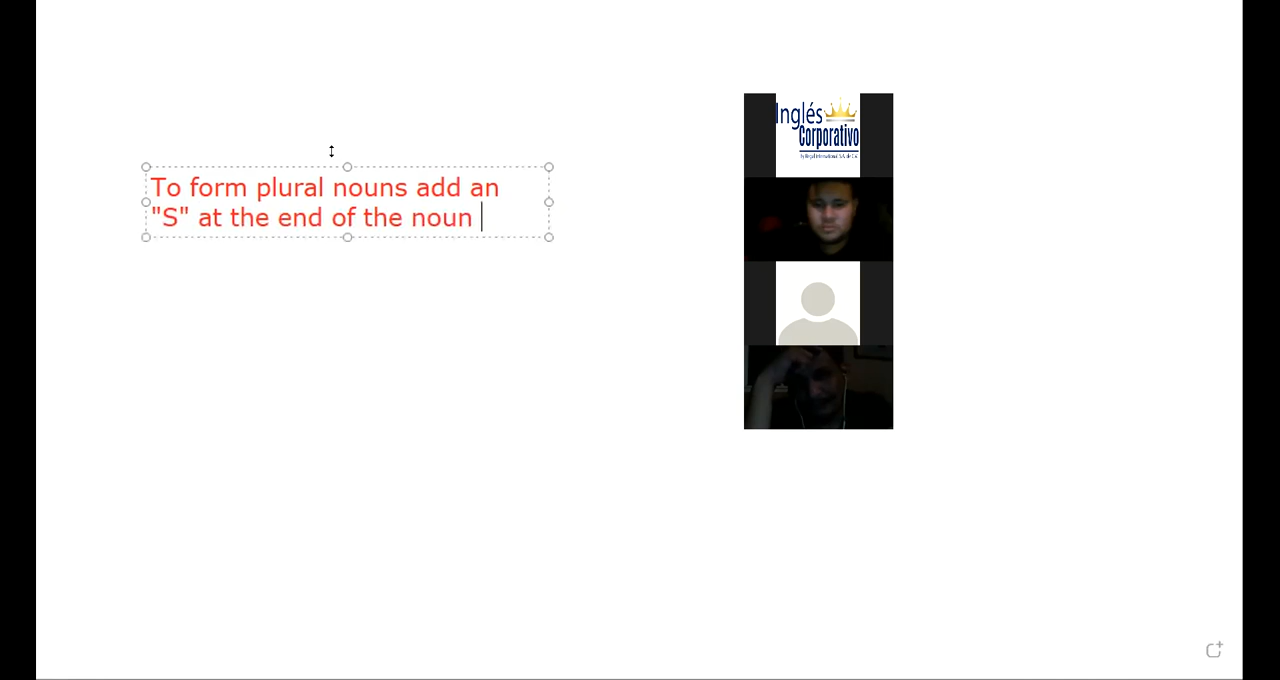 To form plural nouns add an
"S" at the end of the noun
Inglés
Corporativo